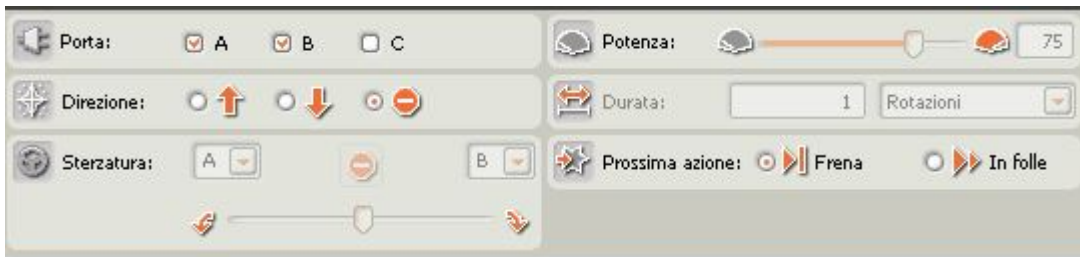 Porta: A B C
Potenza: 75
Direzione:
Durata: 1 Rotazioni
Sterzatura: A B
Prossima azione: Frena In folle